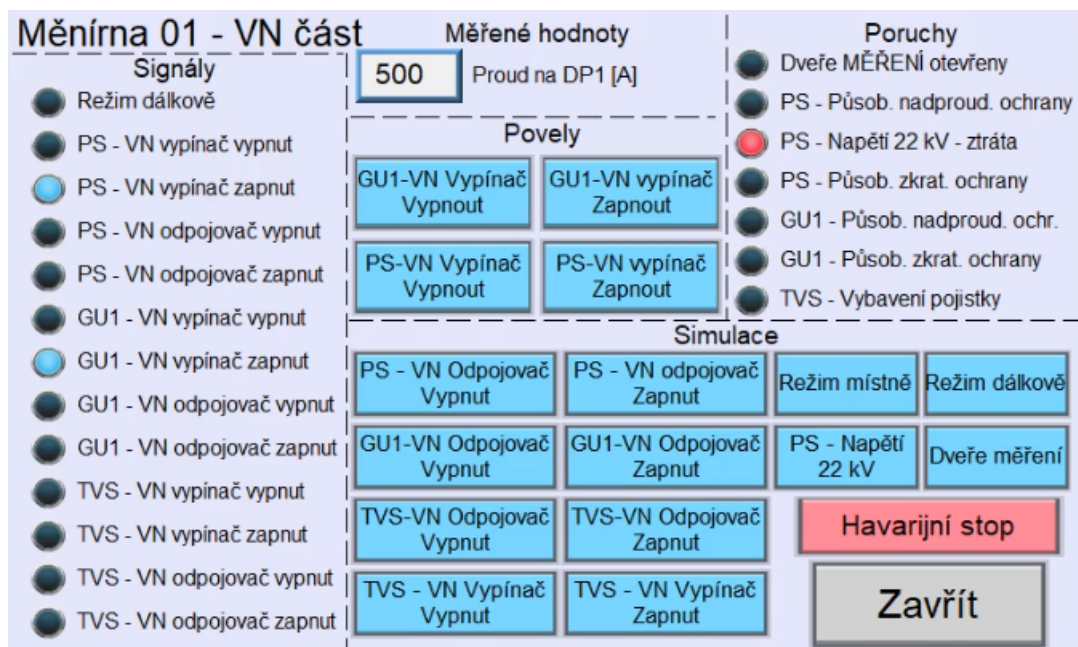 Měnírna 01 - VN část
Signály
Režim dálkově
PS - VN vypínač vypnut
PS - VN vypínač zapnut
PS - VN odpojovač vypnut
PS - VN odpojovač zapnut
GU1 - VN vypínač vypnut
GU1 - VN vypínač zapnut
GU1 - VN odpojovač vypnut
GU1 - VN odpojovač zapnut
TVS - VN vypínač vypnut
TVS - VN vypínač zapnut
TVS - VN odpojovač vypnut
TVS - VN odpojovač zapnut
Měřené hodnoty
500 Proud na DP1 [A]
Povely
GU1-VN Vypínač
Vypnout
GU1-VN vypínač
Zapnout
PS-VN Vypínač
Vypnout
PS-VN vypínač
Zapnout
Poruchy
Dveře MĚŘENÍ otevřeny
PS - Působ. nadproud. ochrany
PS - Napětí 22 kV - ztráta
PS - Působ. zkrat. ochrany
GU1 - Působ. nadproud. ochr.
GU1 - Působ. zkrat. ochrany
TVS - Vybavení pojistky
Simulace
PS - VN Odpojovač
Vypnut
PS - VN odpojovač
Zapnut
Režim místně
Režim dálkově
GU1-VN Odpojovač
Vypnut
GU1-VN Odpojovač
Zapnut
PS - Napětí
22 kV
Dveře měření
TVS-VN Odpojovač
Vypnut
TVS-VN Odpojovač
Zapnut
Havarijní stop
TVS - VN Vypínač
Vypnut
TVS - VN Vypínač
Zapnut
Zavřít